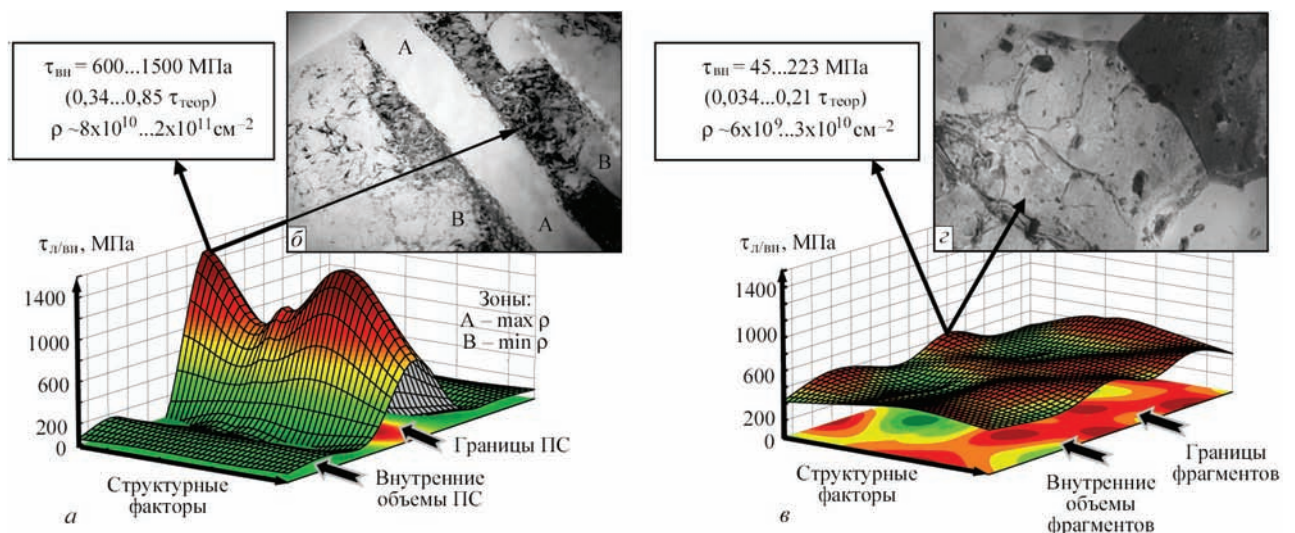 τвн = 600...1500 МПа
(0,34...0,85 τтеор)
ρ ~8x10¹⁰...2x10¹¹см⁻²
A
A
B
B
б
τл/вн, МПа
1400
1000
600
200
0
Зоны:
A – max ρ
B – min ρ
Границы ПС
Внутренние
объемы ПС
Структурные
факторы
а
τвн = 45...223 МПа
(0,034...0,21 τтеор)
ρ ~6x10⁹...3x10¹⁰см⁻²
г
τл/вн, МПа
1400
1000
600
200
0
Границы
фрагментов
Внутренние
объемы
фрагментов
Структурные
факторы
в